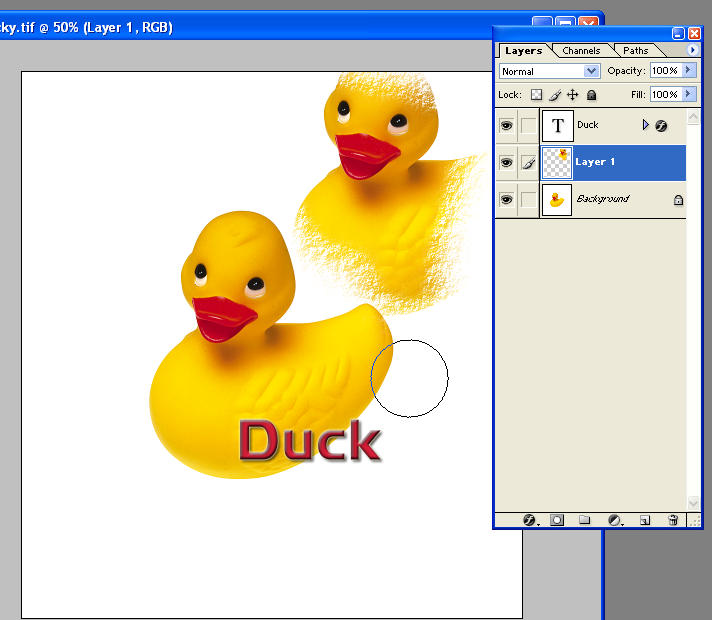 cky.tif @ 50% (Layer 1, RGB)
Layers Channels Paths
Normal Opacity: 100%
Lock: Fill: 100%
T Duck
Layer 1
Background
Duck